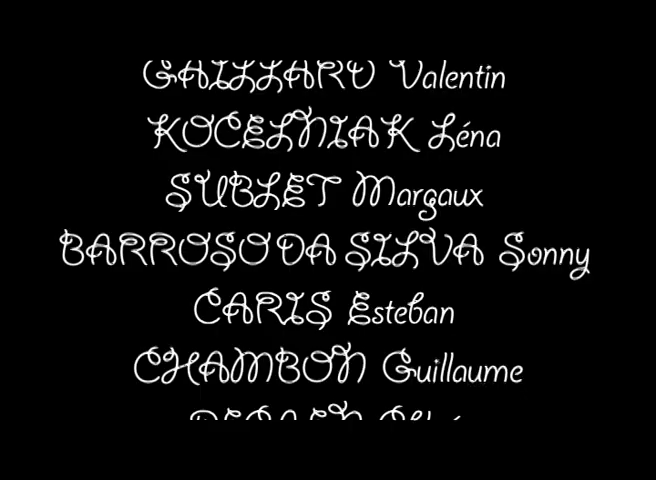 GAILLARD Valentin
KOCELNIAK Léna
SUBLET Margaux
BARROSO DA SILVA Sonny
CARIS Esteban
CHAMBON Guillaume